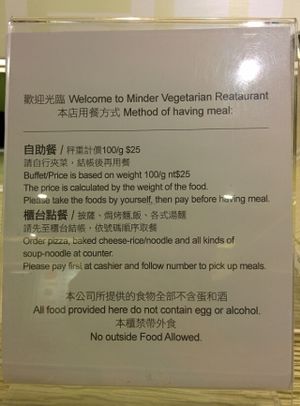 歡迎光臨 Welcome to Minder Vegetarian Reataurant
本店用餐方式 Method of having meal:
自助餐 / 秤重計價100/g $25
請自行夾菜，結帳後再用餐
Buffet/Price is based on weight 100/g nt$25
The price is calculated by the weight of the food.
Please take the foods by yourself, then pay before having meal.
櫃台點餐 / 披薩、焗烤麵,飯、各式湯麵
請先至櫃台結帳，依號碼順序取餐
Order pizza, baked cheese-rice/noodle and all kinds of
soup-noodle at counter.
Please pay first at cashier and follow number to pick up meals.
本公司所提供的食物全部不含蛋和酒
All food provided here do not contain egg or alcohol.
本櫃禁帶外食
No outside Food Allowed.